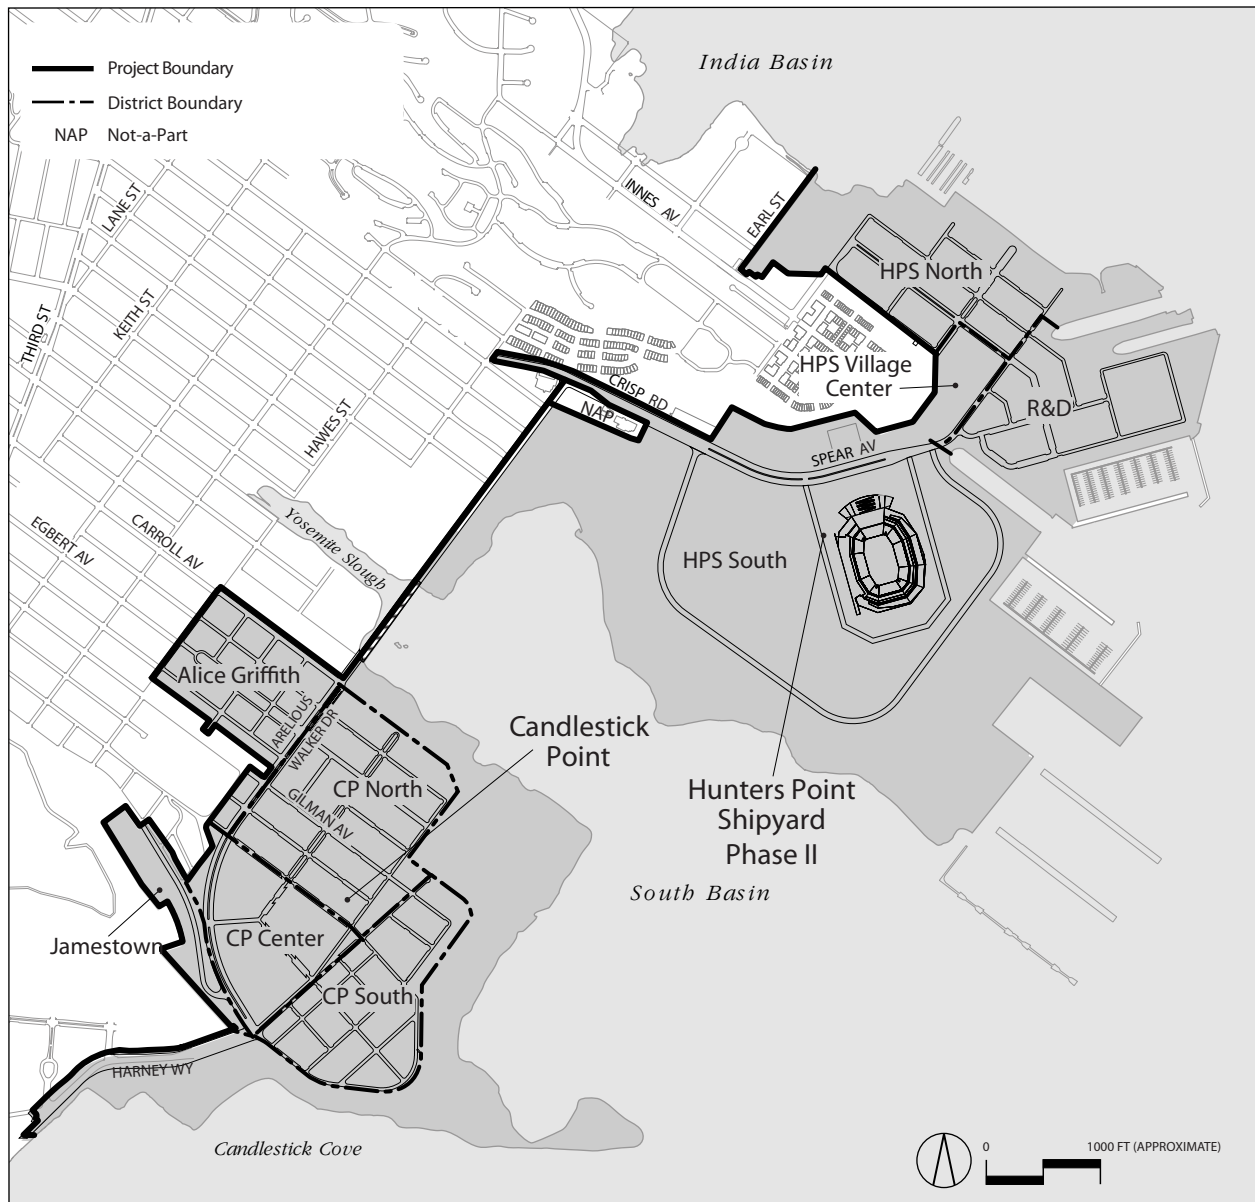 India Basin
Project Boundary
District Boundary
NAP Not-a-Part
LANE ST
INNES AV
EARL ST
HPS North
THIRD ST
KEITH ST
HPS Village
Center
CRISP RD
NAP
R&D
HAWES ST
SPEAR AV
EGBERT AV
CARROLL AV
Yosemite Slough
HPS South
Alice Griffith
ARELIOUS
WALKER DR
Candlestick
Point
CP North
GILMAN AV
Hunters Point
Shipyard
Phase II
South Basin
Jamestown
CP Center
CP South
HARNEY WY
Candlestick Cove
0 1000 FT (APPROXIMATE)